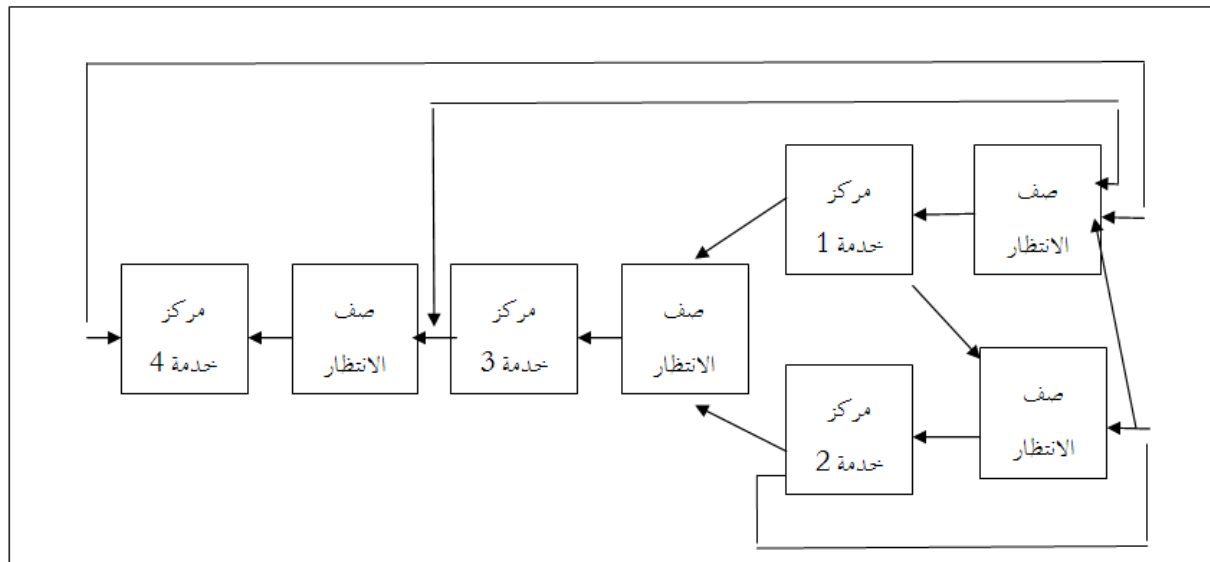 صف
الانتظار
مركز
خدمة 1
صف
الانتظار
مركز
خدمة 3
صف
الانتظار
مركز
خدمة 4
صف
الانتظار
مركز
خدمة 2